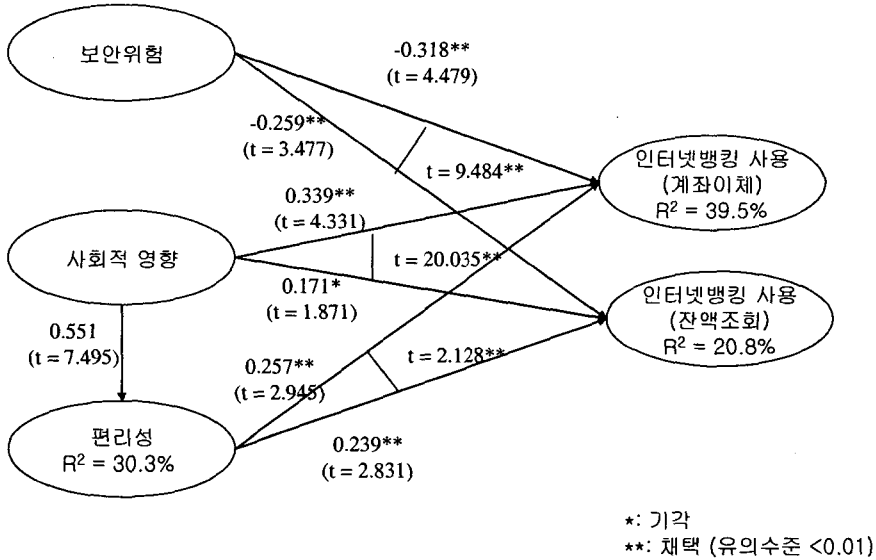 보안위험
-0.318**
(t = 4.479)
-0.259**
(t = 3.477)
t = 9.484**
인터넷뱅킹 사용
(계좌이체)
R² = 39.5%
0.339**
(t = 4.331)
사회적 영향
t = 20.035**
0.171*
(t = 1.871)
인터넷뱅킹 사용
(잔액조회)
R² = 20.8%
0.551
(t = 7.495)
0.257**
(t = 2.945)
t = 2.128**
편리성
R² = 30.3%
0.239**
(t = 2.831)
*: 기각
**: 채택 (유의수준 <0.01)